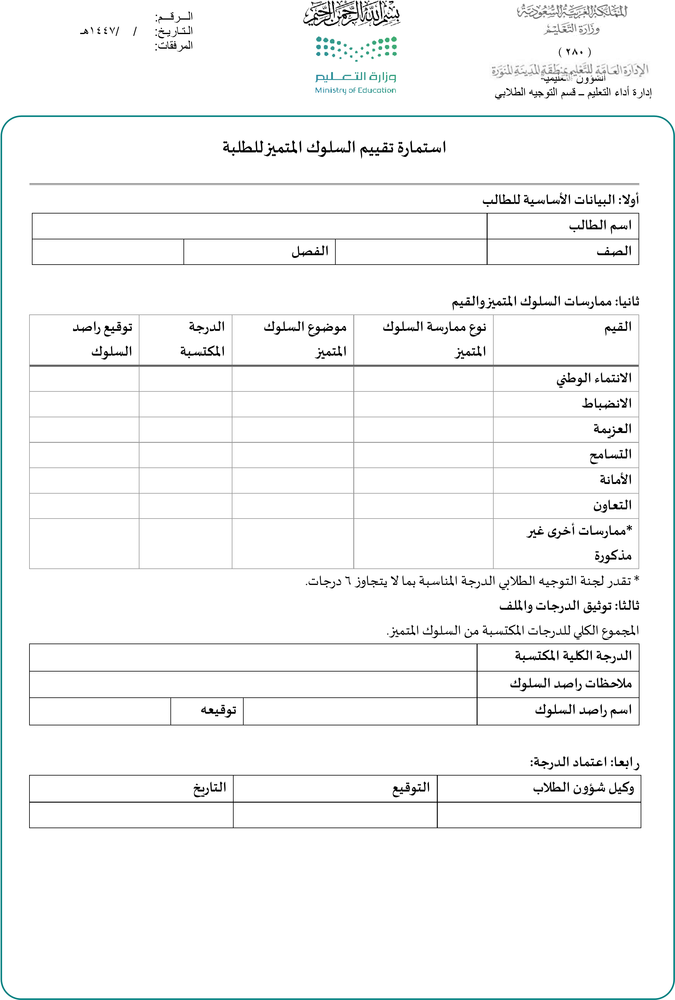 المملكة العربية السعودية
وزارة التعليم
( ٢٨٠ )
الإدارة العامة للتعليم بمنطقة المدينة المنورة
الشؤون التعليمية
إدارة أداء التعليم – قسم التوجيه الطلابي
بسم الله الرحمن الرحيم
وزارة التعليم
Ministry of Education
الرقم:
التاريخ: / /١٤٤٧هـ
المرفقات:
استمارة تقييم السلوك المتميز للطلبة
أولا: البيانات الأساسية للطالب
اسم الطالب
الصف الفصل
ثانيا: ممارسات السلوك المتميز والقيم
القيم نوع ممارسة السلوك موضوع السلوك الدرجة توقيع راصد
المتميز المتميز المكتسبة السلوك
الانتماء الوطني
الانضباط
العزيمة
التسامح
الأمانة
التعاون
*ممارسات أخرى غير
مذكورة
* تقدر لجنة التوجيه الطلابي الدرجة المناسبة بما لا يتجاوز ٦ درجات.
ثالثا: توثيق الدرجات والملف
المجموع الكلي للدرجات المكتسبة من السلوك المتميز.
الدرجة الكلية المكتسبة
ملاحظات راصد السلوك
اسم راصد السلوك توقيعه
رابعا: اعتماد الدرجة:
وكيل شؤون الطلاب التوقيع التاريخ